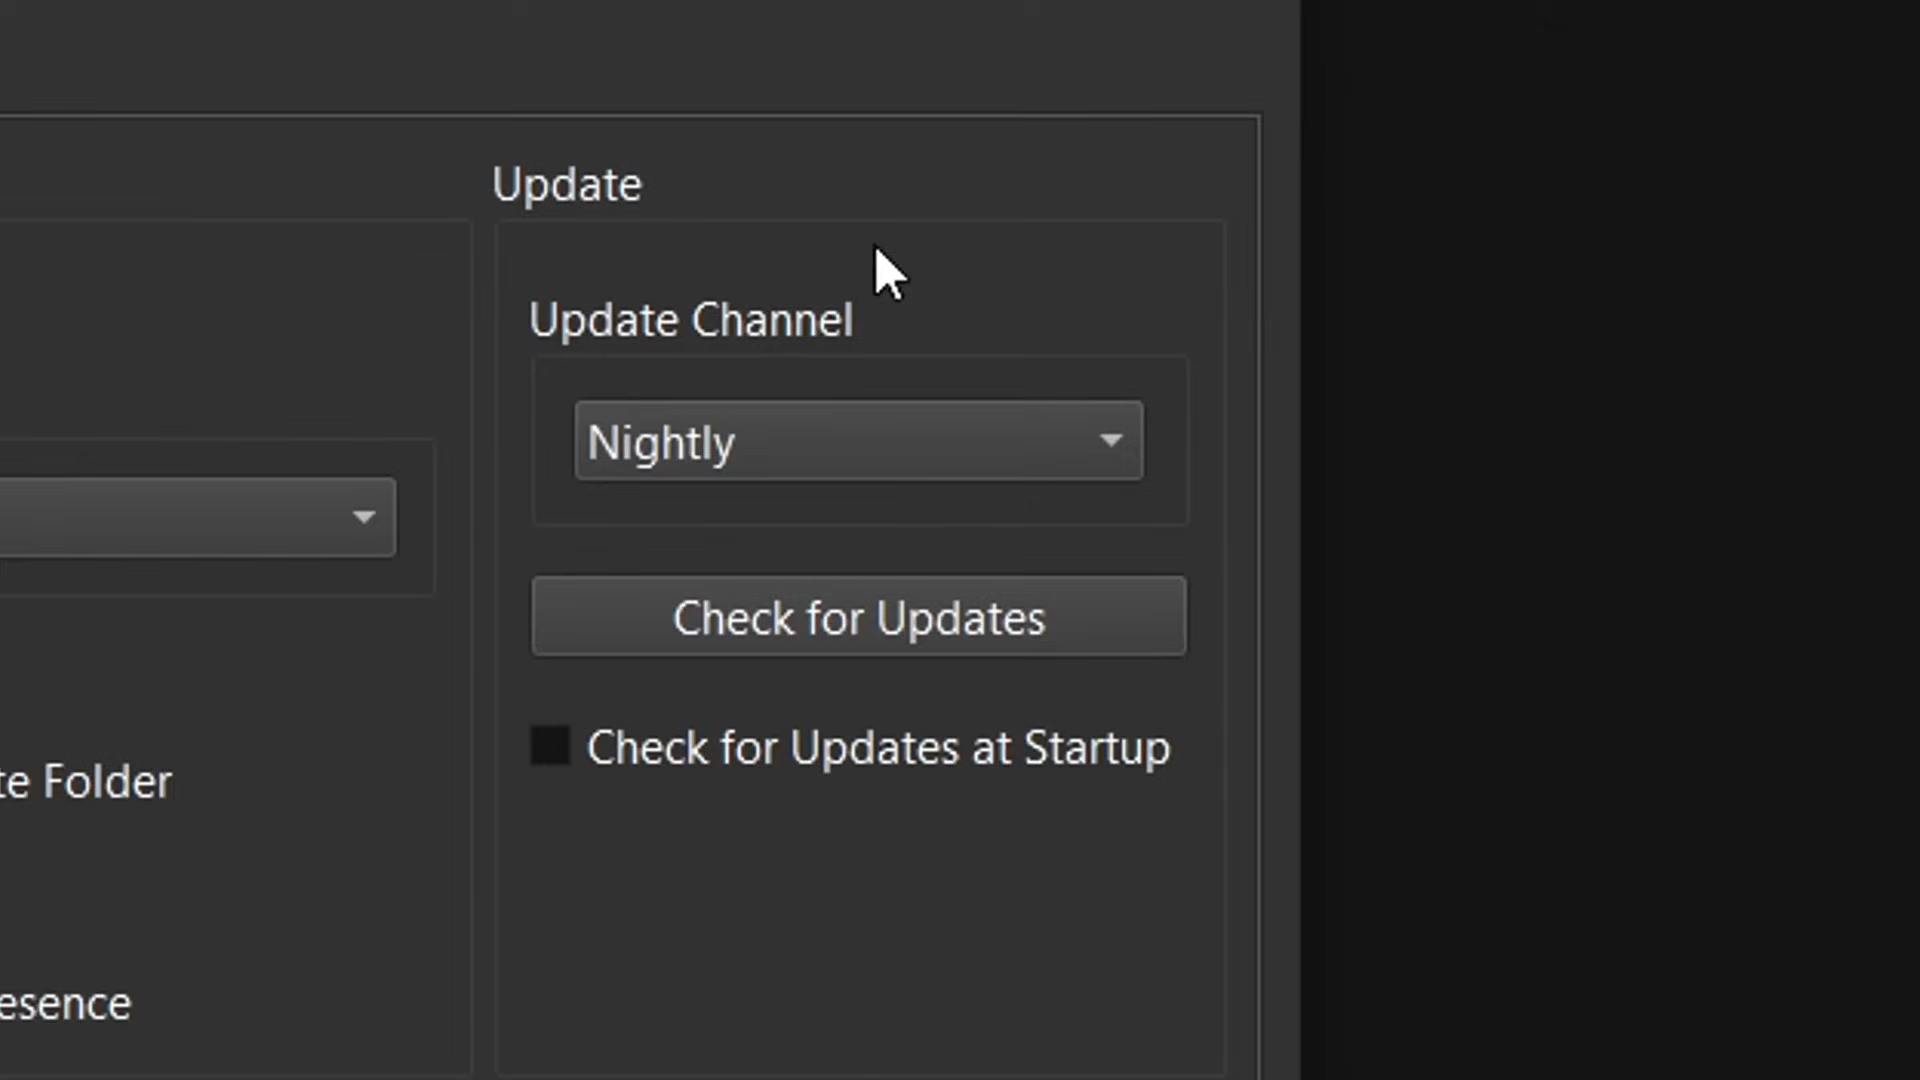 Update
Update Channel
Nightly
Check for Updates
Check for Updates at Startup
te Folder
esence